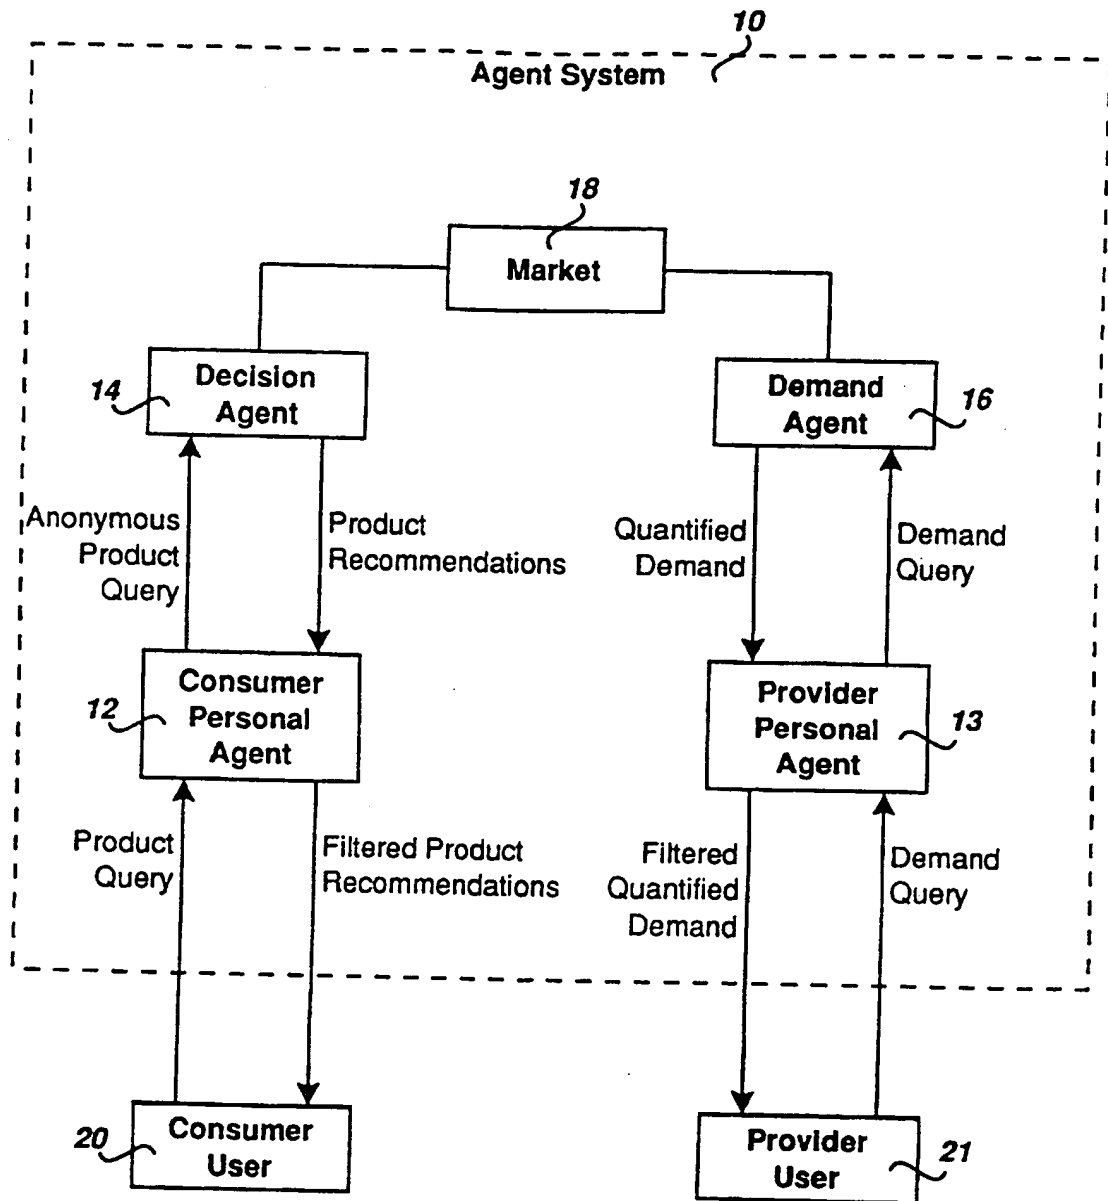 10
Agent System
18
Market
14
Decision
Agent
Demand
Agent
16
Anonymous
Product
Query
Product
Recommendations
Quantified
Demand
Demand
Query
12
Consumer
Personal
Agent
Provider
Personal
Agent
13
Product
Query
Filtered Product
Recommendations
Filtered
Quantified
Demand
Demand
Query
20
Consumer
User
Provider
User
21